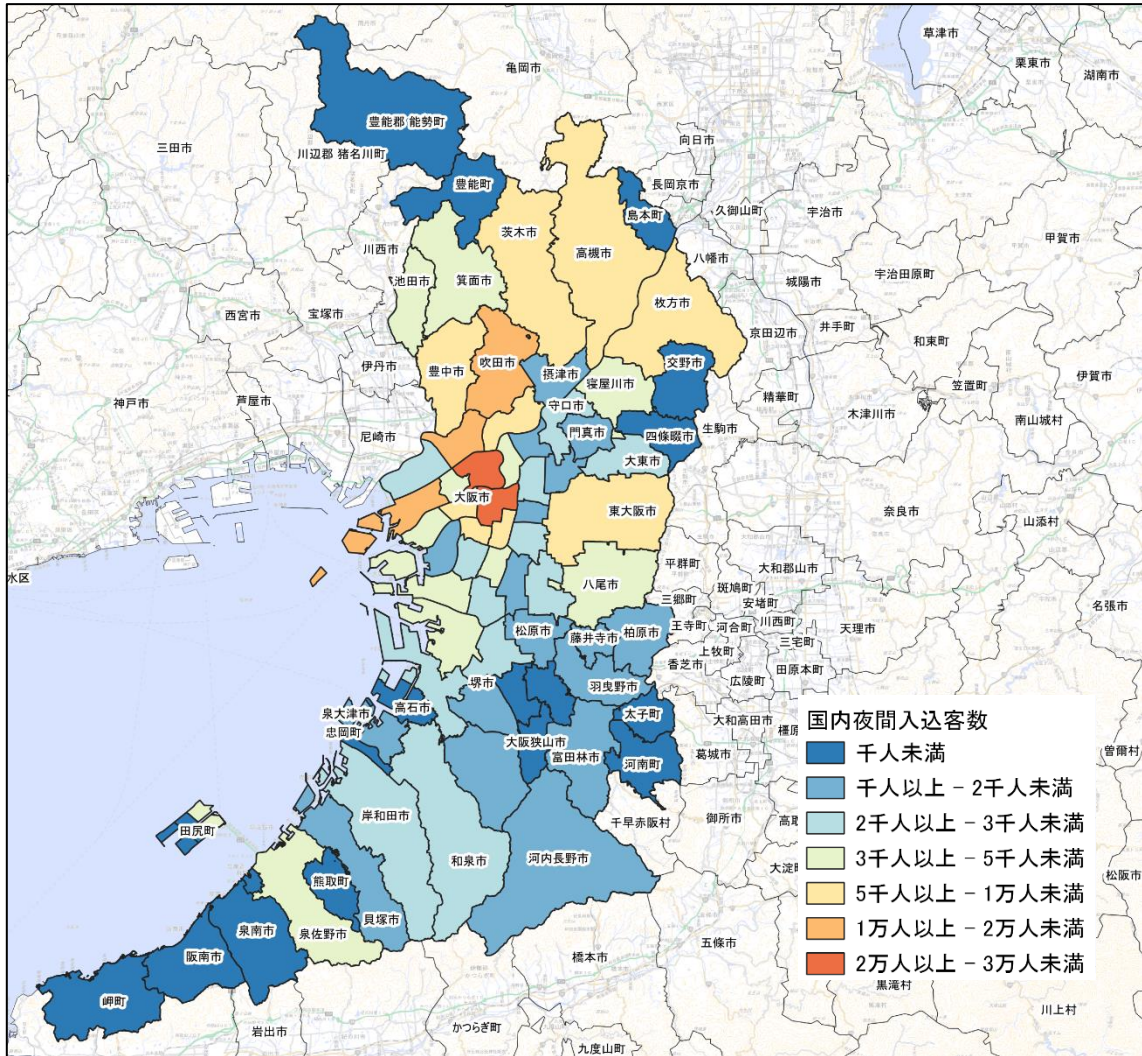 草津市
栗東市
湖南市
亀岡市
豊能郡 能勢町
三田市
川辺郡 猪名川町
向日市
長岡京市
豊能町
島本町
久御山町
宇治市
茨木市
甲賀市
川西市
高槻市
八幡市
宇治田原町
池田市
箕面市
城陽市
枚方市
西宮市
宝塚市
京田辺市
井手町
和東町
豊中市
吹田市
伊丹市
摂津市
交野市
寝屋川市
精華町
笠置町
伊賀市
神戸市
芦屋市
守口市
木津川市
南山城村
尼崎市
門真市
四條畷市
生駒市
大東市
大阪市
東大阪市
奈良市
山添村
水区
八尾市
平群町
大和郡山市
斑鳩町
安堵町
名張市
三郷町
松原市
藤井寺市
柏原市
王寺町
河合町
川西町
天理市
三宅町
上牧町
香芝市
田原本町
堺市
羽曳野市
広陵町
高石市
泉大津市
忠岡町
太子町
大和高田市
橿原
大阪狭山市
富田林市
河南町
葛城市
曽爾村
岸和田市
千早赤阪村
御所市
高取
田尻町
和泉市
河内長野市
大淀町
松阪市
熊取町
貝塚市
泉南市
泉佐野市
阪南市
橋本市
五條市
岬町
黒滝村
川上村
岩出市
かつらぎ町
九度山町
国内夜間入込客数
千人未満
千人以上 - 2千人未満
2千人以上 - 3千人未満
3千人以上 - 5千人未満
5千人以上 - 1万人未満
1万人以上 - 2万人未満
2万人以上 - 3万人未満